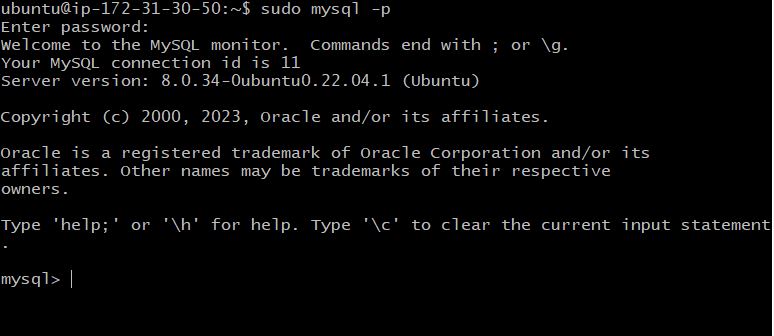 ubuntu@ip-172-31-30-50:~$ sudo mysql -p
Enter password:
Welcome to the MySQL monitor.  Commands end with ; or \g.
Your MySQL connection id is 11
Server version: 8.0.34-0ubuntu0.22.04.1 (Ubuntu)
Copyright (c) 2000, 2023, Oracle and/or its affiliates.
Oracle is a registered trademark of Oracle Corporation and/or its
affiliates. Other names may be trademarks of their respective
owners.
Type 'help;' or '\h' for help. Type '\c' to clear the current input statement
.
mysql>